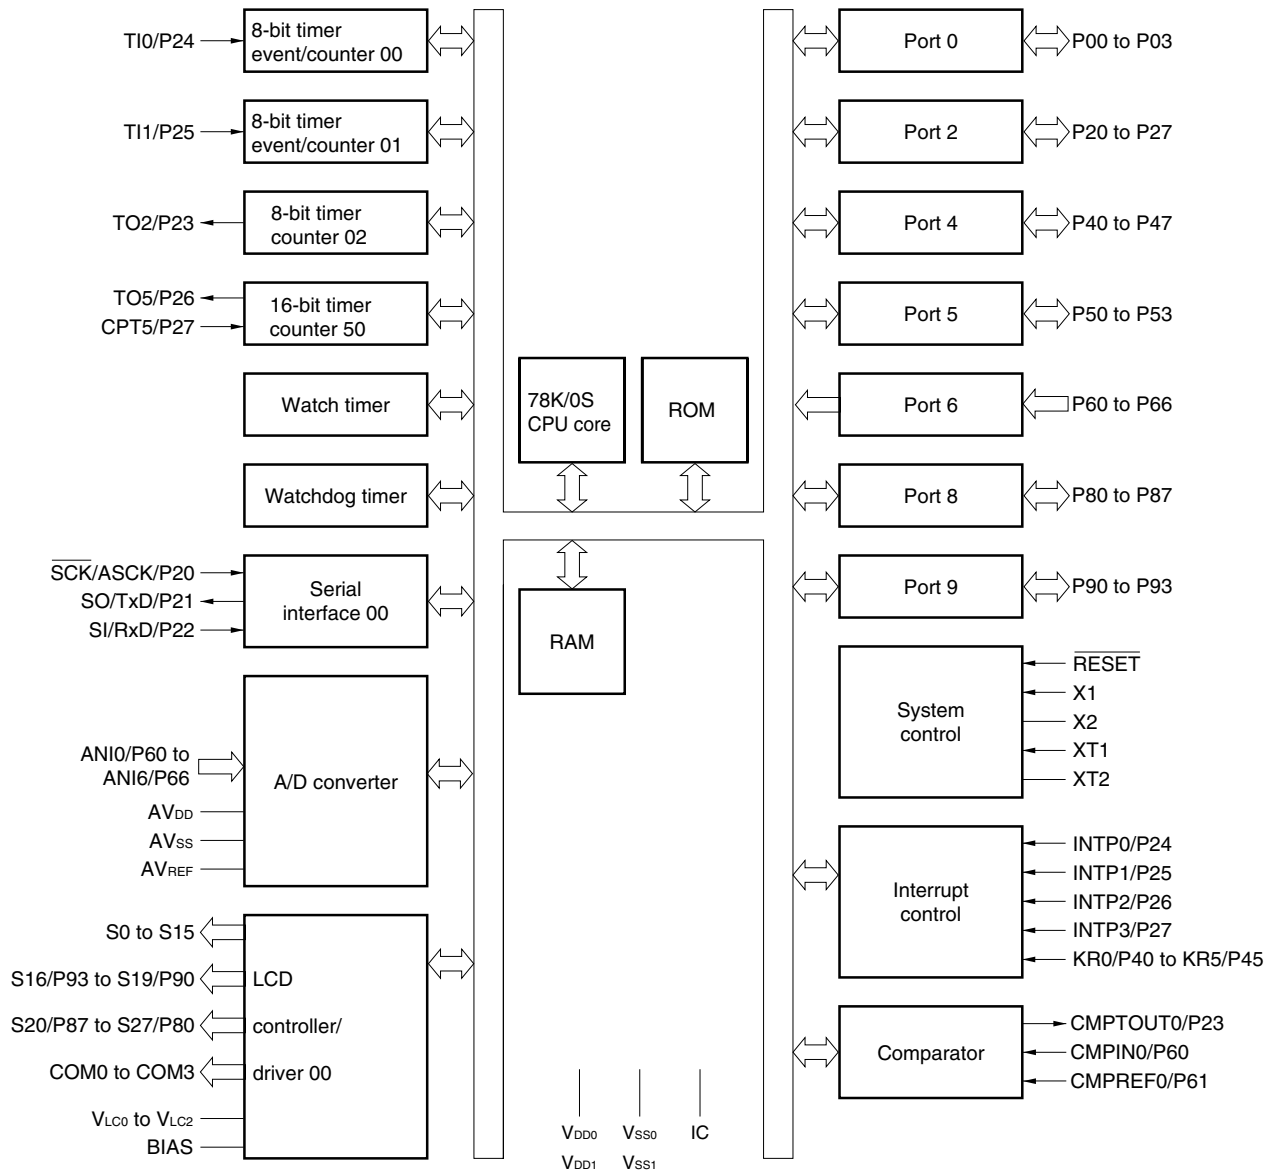 TI0/P24
8-bit timer
event/counter 00
TI1/P25
8-bit timer
event/counter 01
TO2/P23
8-bit timer
counter 02
TO5/P26
CPT5/P27
16-bit timer
counter 50
Watch timer
Watchdog timer
SCK/ASCK/P20
SO/TxD/P21
SI/RxD/P22
Serial
interface 00
ANI0/P60 to
ANI6/P66
AVDD
AVSS
AVREF
A/D converter
S0 to S15
S16/P93 to S19/P90
S20/P87 to S27/P80
COM0 to COM3
VLC0 to VLC2
BIAS
LCD
controller/
driver 00
78K/0S
CPU core
ROM
RAM
VDD0
VDD1
VSS0
VSS1
IC
Port 0
P00 to P03
Port 2
P20 to P27
Port 4
P40 to P47
Port 5
P50 to P53
Port 6
P60 to P66
Port 8
P80 to P87
Port 9
P90 to P93
System
control
RESET
X1
X2
XT1
XT2
Interrupt
control
INTP0/P24
INTP1/P25
INTP2/P26
INTP3/P27
KR0/P40 to KR5/P45
Comparator
CMPTOUT0/P23
CMPIN0/P60
CMPREF0/P61